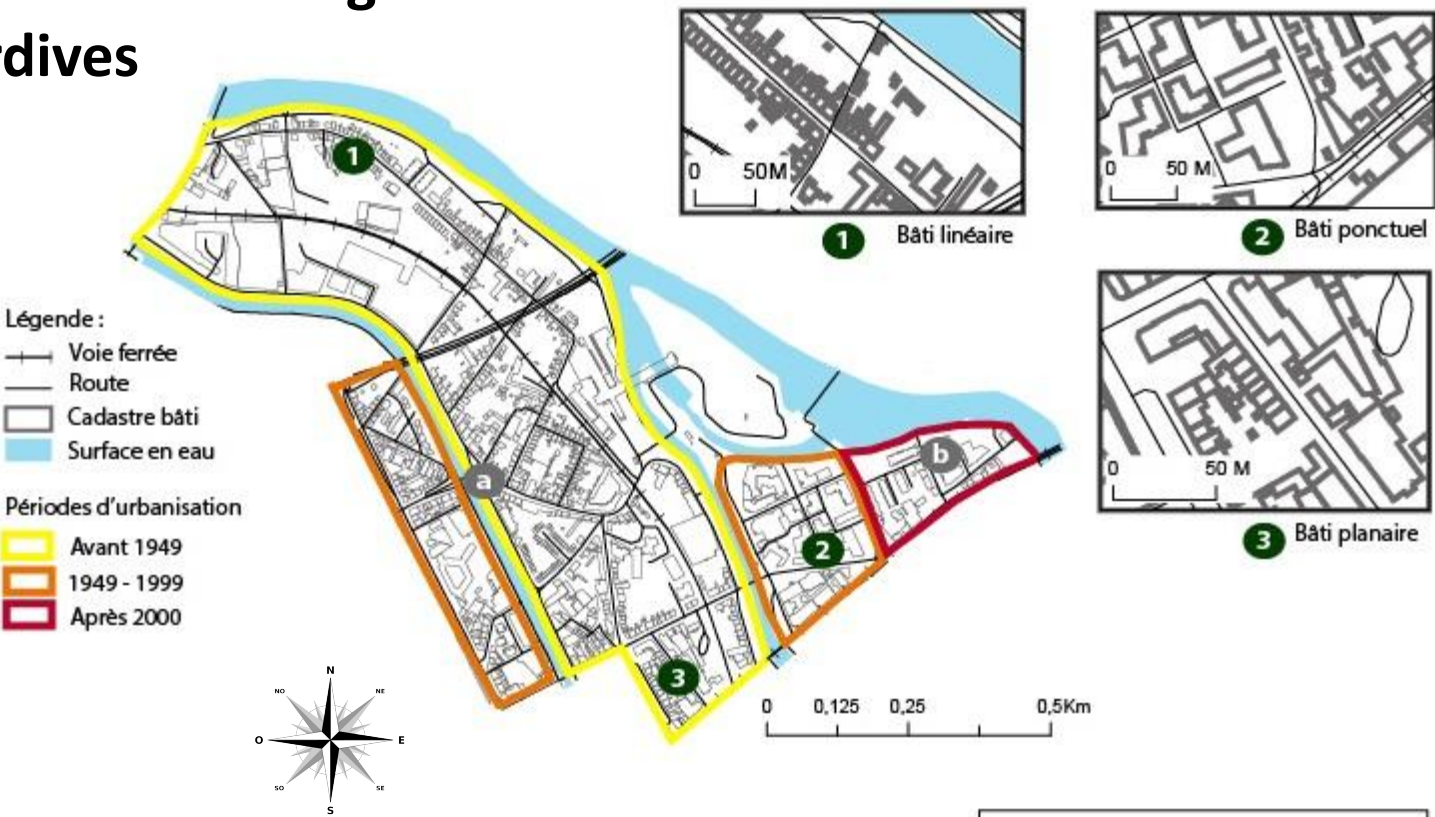 rdives
0 50M
1 Bâti linéaire
0 50 M
2 Bâti ponctuel
0 50 M
3 Bâti planaire
1
a
b
2
3
Légende :
Voie ferrée
Route
Cadastre bâti
Surface en eau
Périodes d'urbanisation
Avant 1949
1949 - 1999
Après 2000
N
NO NE
O E
SO SE
S
0 0,125 0,25 0,5Km